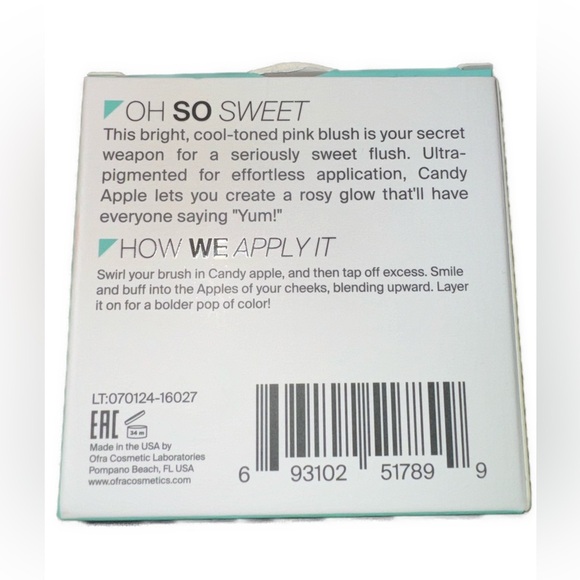 OH SO SWEET
This bright, cool-toned pink blush is your secret
weapon for a seriously sweet flush. Ultra-
pigmented for effortless application, Candy
Apple lets you create a rosy glow that'll have
everyone saying "Yum!"
HOW WE APPLY IT
Swirl your brush in Candy apple, and then tap off excess. Smile
and buff into the Apples of your cheeks, blending upward. Layer
it on for a bolder pop of color!
LT:070124-16027
EAC 36 m
Made in the USA by
Ofra Cosmetic Laboratories
Pompano Beach, FL USA
www.ofracosmetics.com
6 93102 51789 9